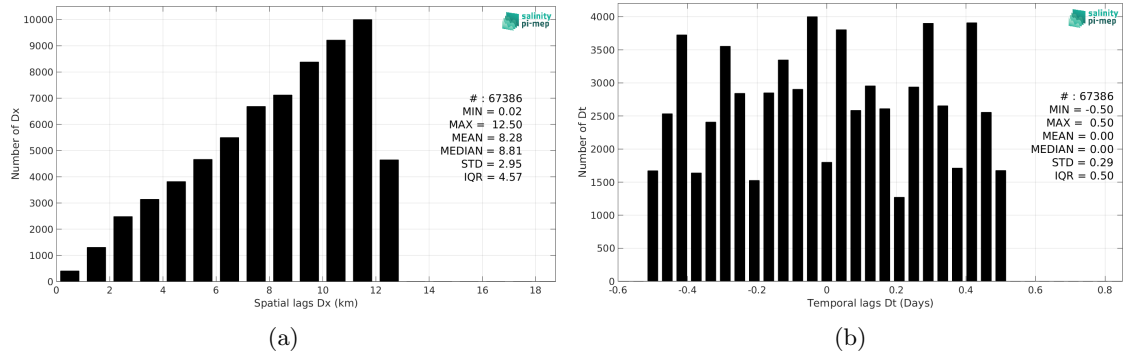 salinity
pi-mep
10000
9000
8000
7000
6000
5000
4000
3000
2000
1000
0
Number of Dx
# : 67386
MIN = 0.02
MAX = 12.50
MEAN = 8.28
MEDIAN = 8.81
STD = 2.95
IQR = 4.57
0 2 4 6 8 10 12 14 16 18
Spatial lags Dx (km)
(a)
salinity
pi-mep
4000
3500
3000
2500
2000
1500
1000
500
0
Number of Dt
# : 67386
MIN = -0.50
MAX = 0.50
MEAN = 0.00
MEDIAN = 0.00
STD = 0.29
IQR = 0.50
-0.6 -0.4 -0.2 0 0.2 0.4 0.6 0.8
Temporal lags Dt (Days)
(b)